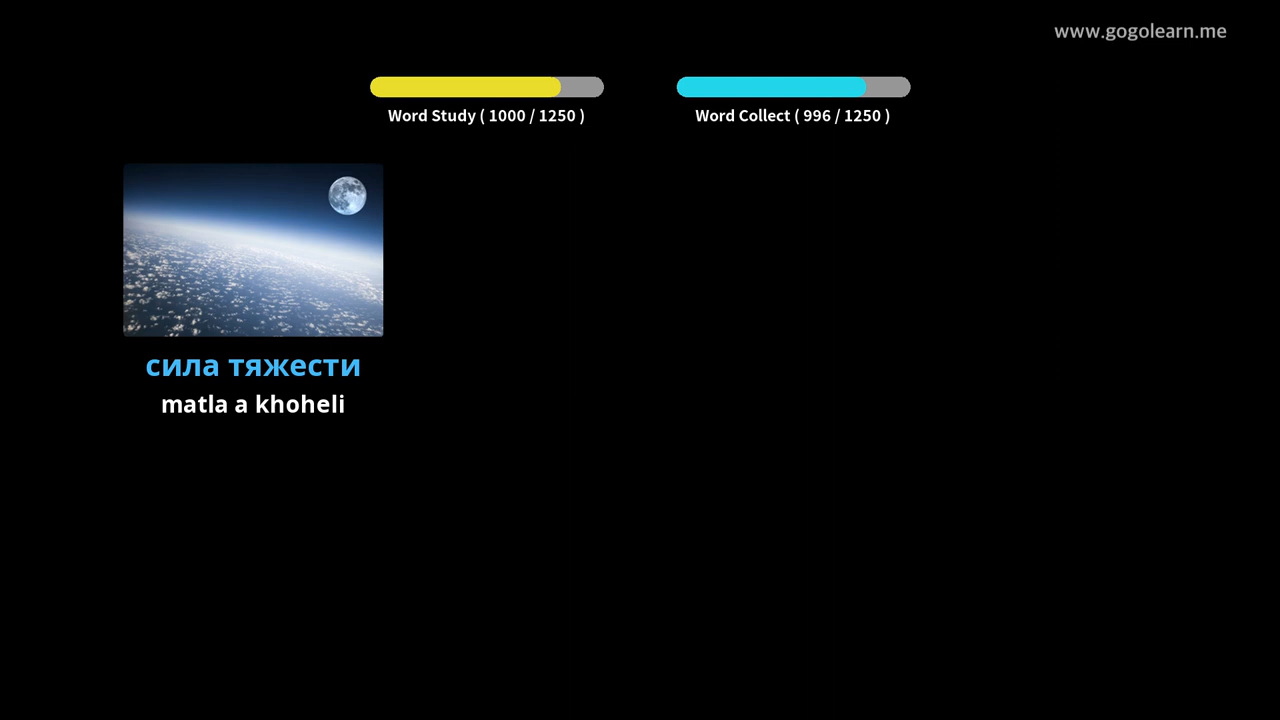 www.gogolearn.me
Word Study ( 1000 / 1250 )
Word Collect ( 996 / 1250 )
сила тяжести
matla a khoheli